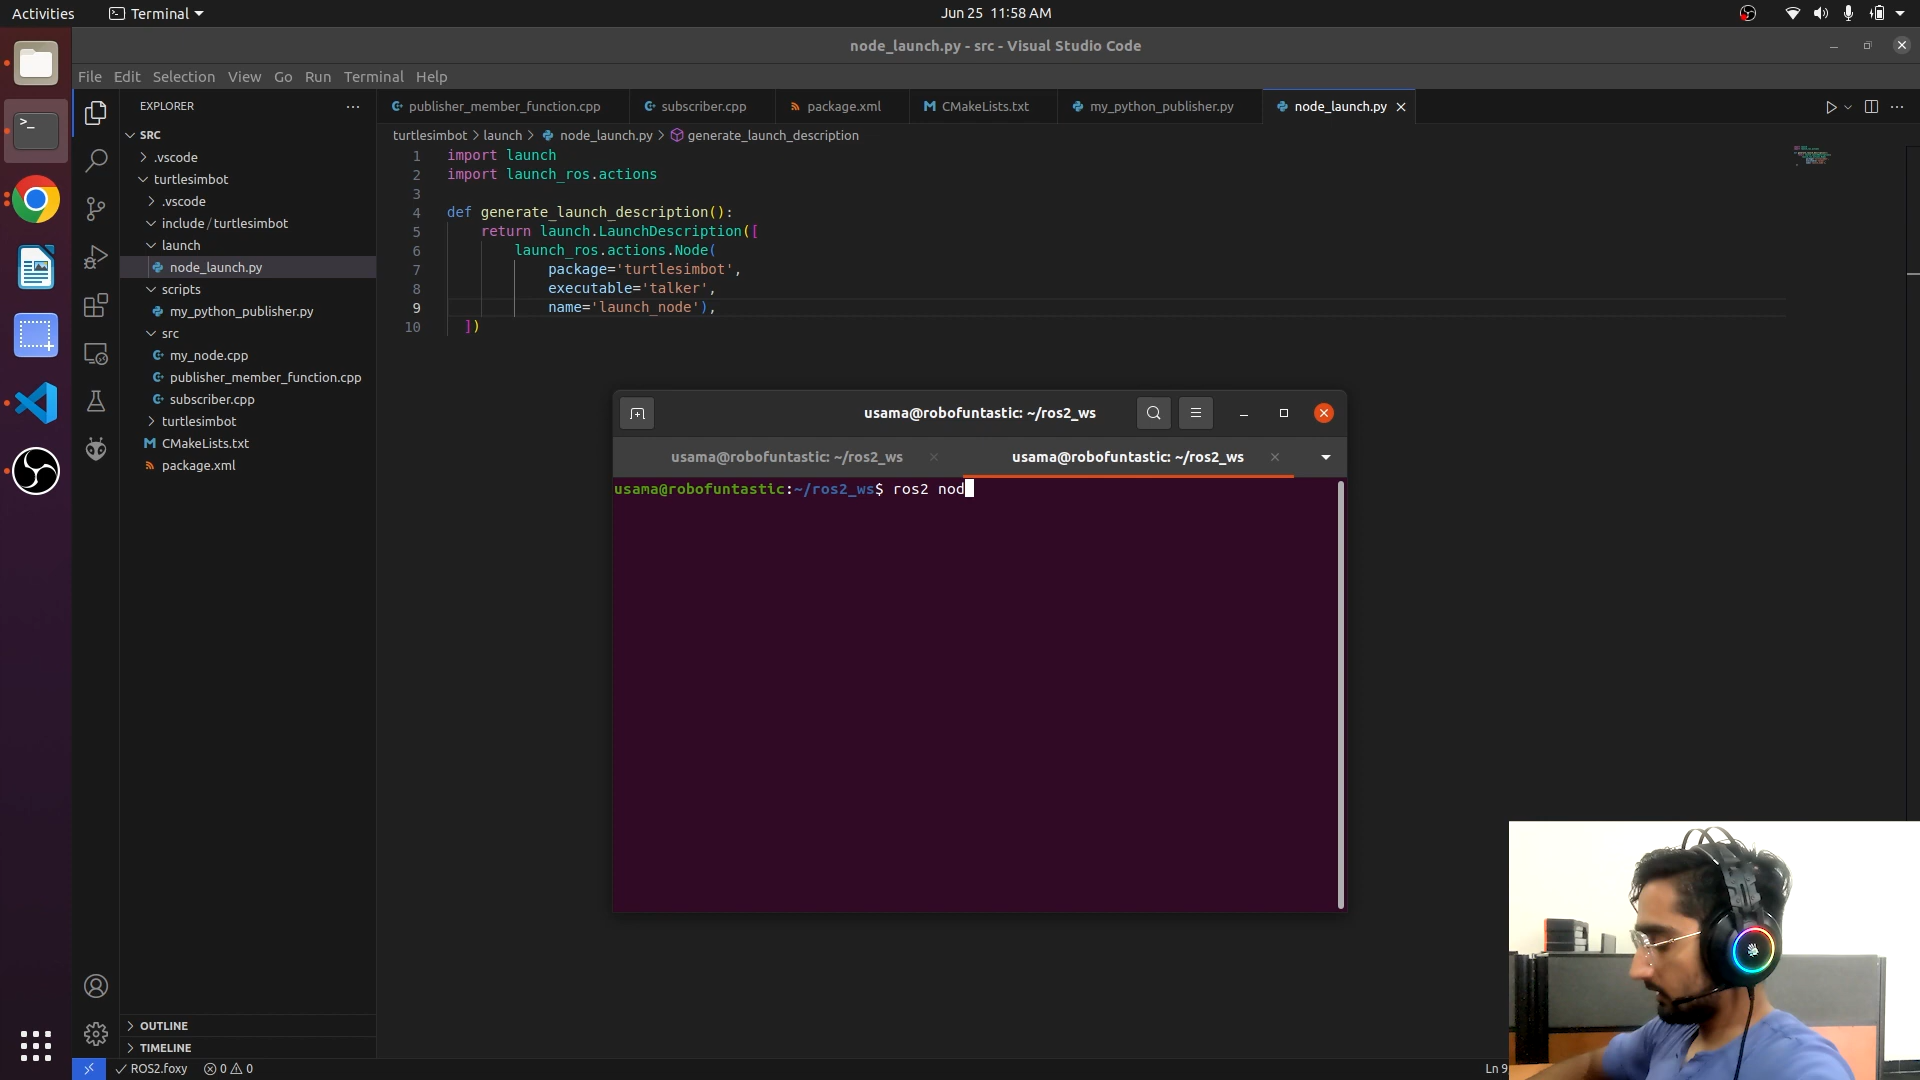 Activities
Terminal
Jun 25 11:58 AM
node_launch.py - src - Visual Studio Code
File Edit Selection View Go Run Terminal Help
EXPLORER
SRC
.vscode
turtlesimbot
.vscode
include / turtlesimbot
launch
node_launch.py
scripts
my_python_publisher.py
src
my_node.cpp
publisher_member_function.cpp
subscriber.cpp
turtlesimbot
CMakeLists.txt
package.xml
OUTLINE
TIMELINE
publisher_member_function.cpp
subscriber.cpp
package.xml
CMakeLists.txt
my_python_publisher.py
node_launch.py
turtlesimbot > launch > node_launch.py > generate_launch_description
1 import launch
2 import launch_ros.actions
3
4 def generate_launch_description():
5 return launch.LaunchDescription([
6 launch_ros.actions.Node(
7 package='turtlesimbot',
8 executable='talker',
9 name='launch_node'),
10 ])
usama@robofuntastic: ~/ros2_ws
usama@robofuntastic: ~/ros2_ws
usama@robofuntastic: ~/ros2_ws
usama@robofuntastic:~/ros2_ws$ ros2 nod
ROS2.foxy
0 0
Ln 9